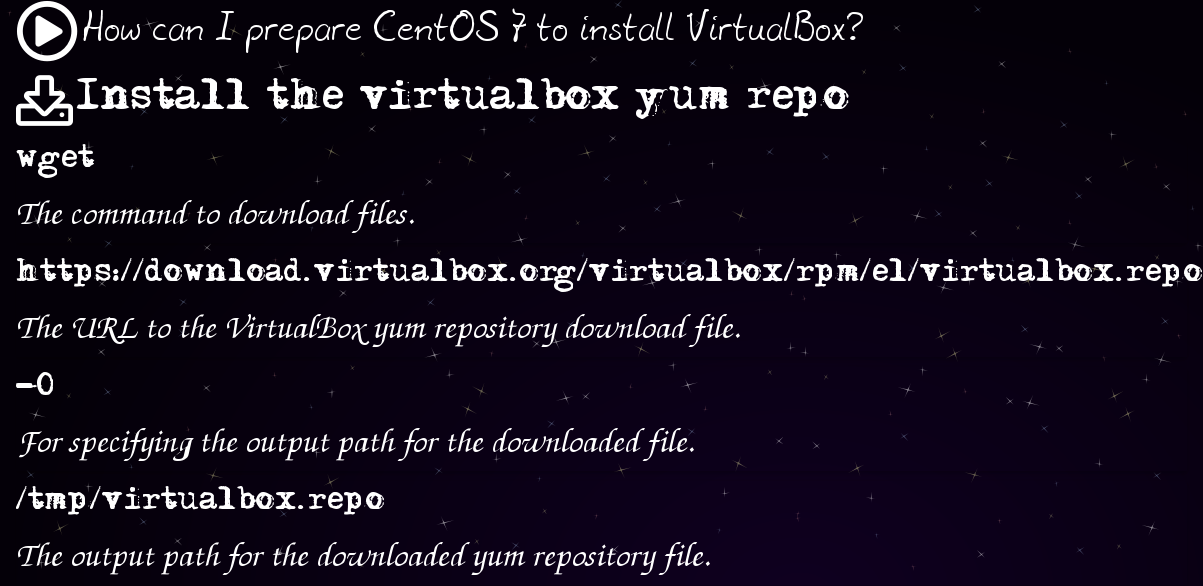 How can I prepare CentOS 7 to install VirtualBox?
Install the virtualbox yum repo
wget
The command to download files.
https://download.virtualbox.org/virtualbox/rpm/el/virtualbox.repo
The URL to the VirtualBox yum repository download file.
-O
For specifying the output path for the downloaded file.
/tmp/virtualbox.repo
The output path for the downloaded yum repository file.